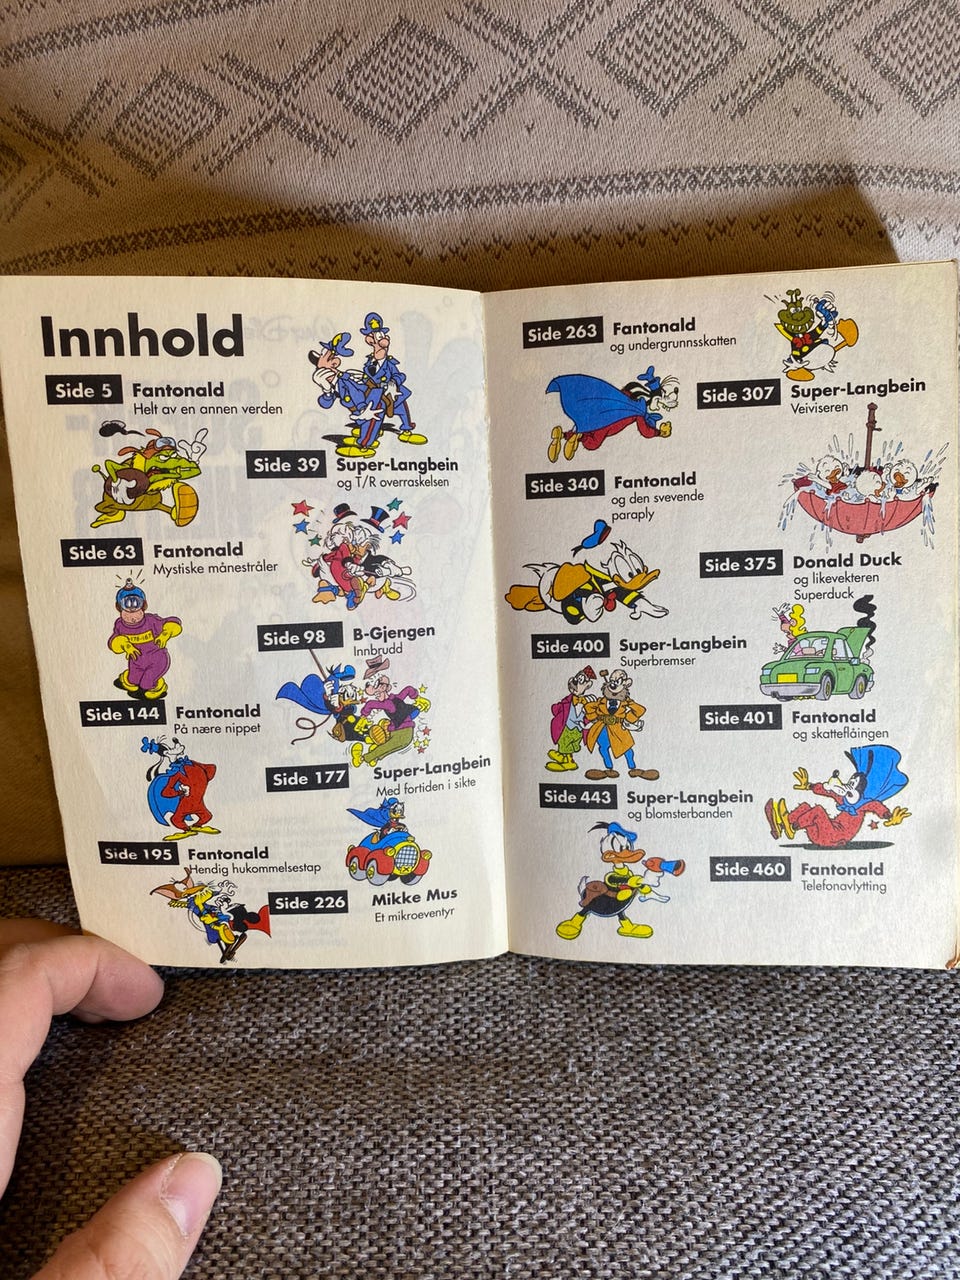 Innhold
Side 5 Fantonald
Helt av en annen verden
Side 39 Super-Langbein
og T/R overraskelsen
Side 63 Fantonald
Mystiske månestråler
Side 98 B-Gjengen
Innbrudd
Side 144 Fantonald
På nære nippet
Side 177 Super-Langbein
Med fortiden i sikte
Side 195 Fantonald
Hendig hukommelsestap
Side 226 Mikke Mus
Et mikroeventyr
Side 263 Fantonald
og undergrunnsskatten
Side 307 Super-Langbein
Veiviseren
Side 340 Fantonald
og den svevende
paraply
Side 375 Donald Duck
og likevekteren
Superduck
Side 400 Super-Langbein
Superbremser
Side 401 Fantonald
og skatteflåingen
Side 443 Super-Langbein
og blomsterbanden
Side 460 Fantonald
Telefonavlytting